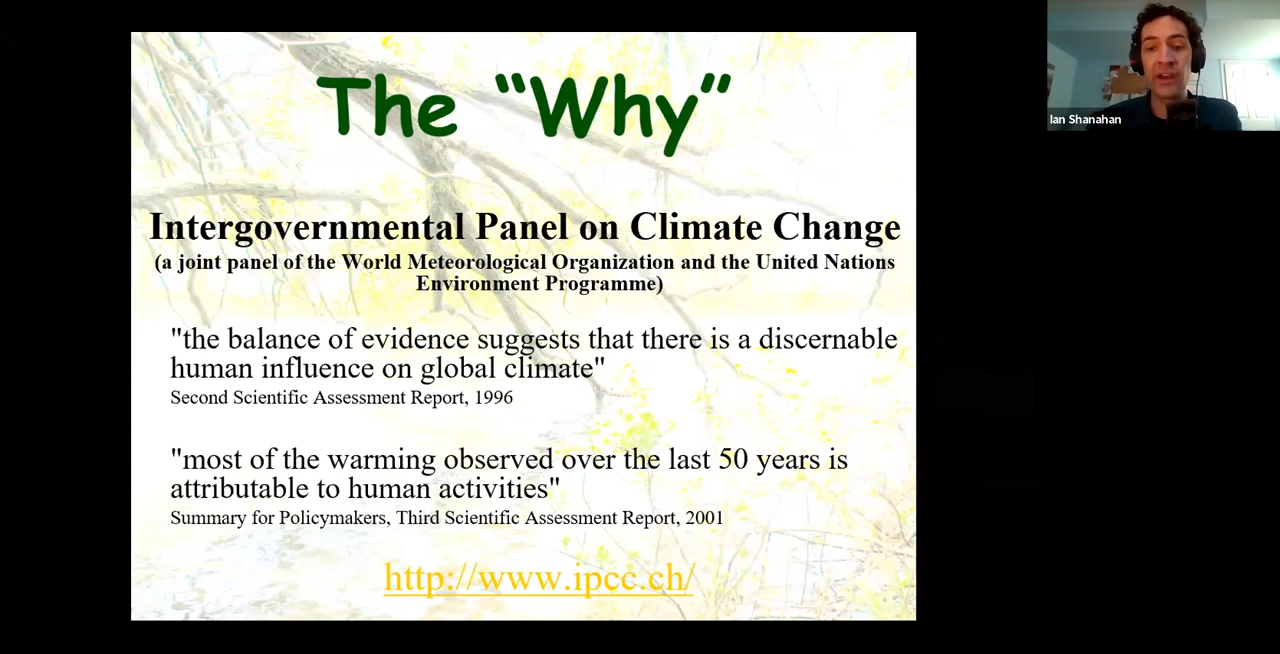 The “Why”
Intergovernmental Panel on Climate Change
(a joint panel of the World Meteorological Organization and the United Nations
Environment Programme)
"the balance of evidence suggests that there is a discernable
human influence on global climate"
Second Scientific Assessment Report, 1996
"most of the warming observed over the last 50 years is
attributable to human activities"
Summary for Policymakers, Third Scientific Assessment Report, 2001
http://www.ipcc.ch/
Ian Shanahan